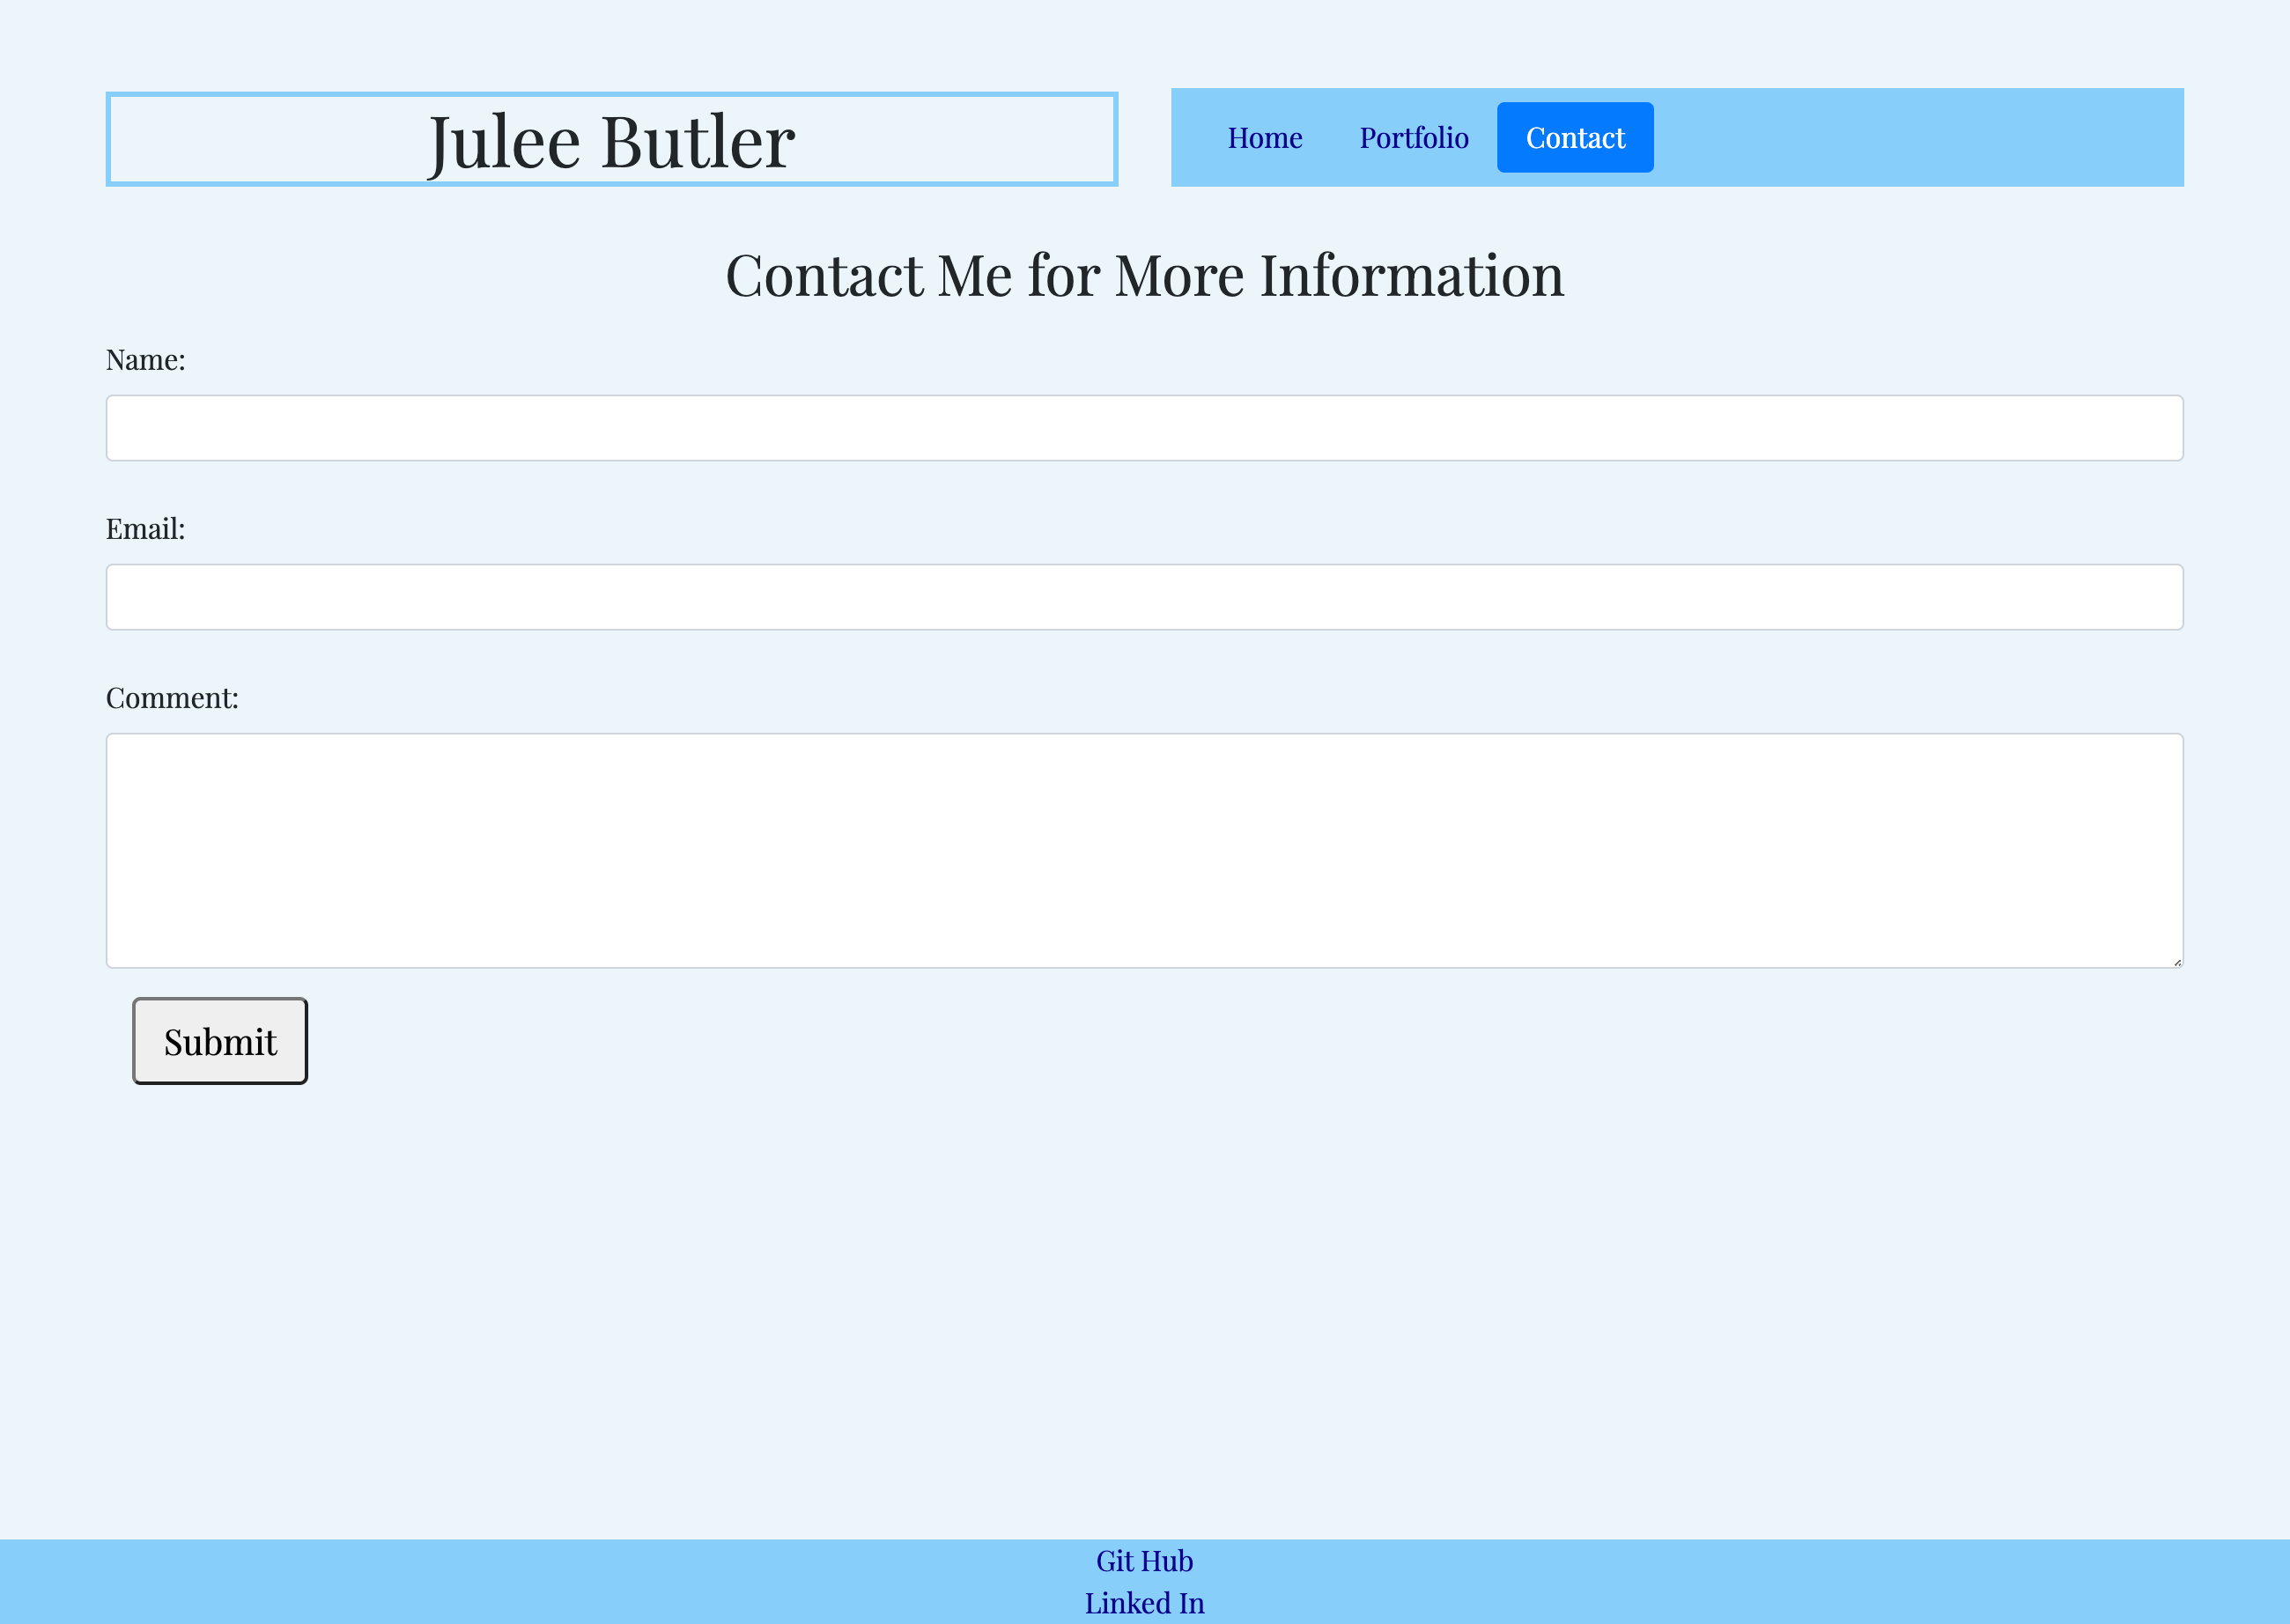 Julee Butler
Home Portfolio Contact
Contact Me for More Information
Name:
Email:
Comment:
Submit
Git Hub
Linked In